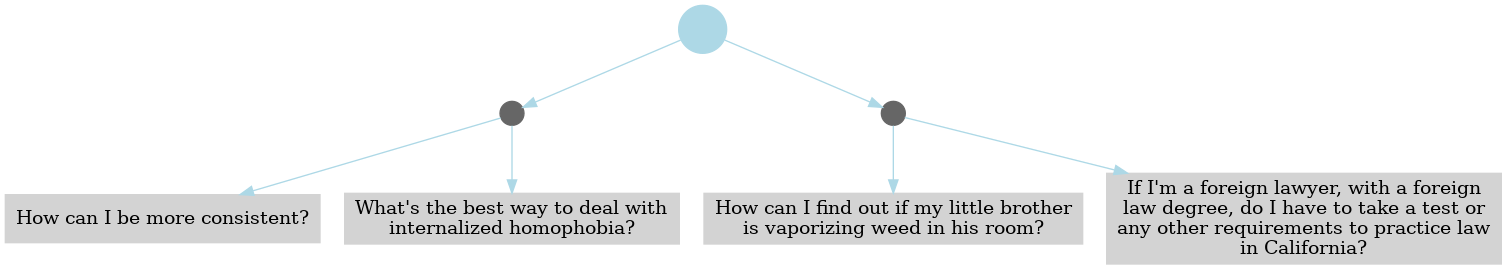 How can I be more consistent?
What's the best way to deal with
internalized homophobia?
How can I find out if my little brother
is vaporizing weed in his room?
If I'm a foreign lawyer, with a foreign
law degree, do I have to take a test or
any other requirements to practice law
in California?